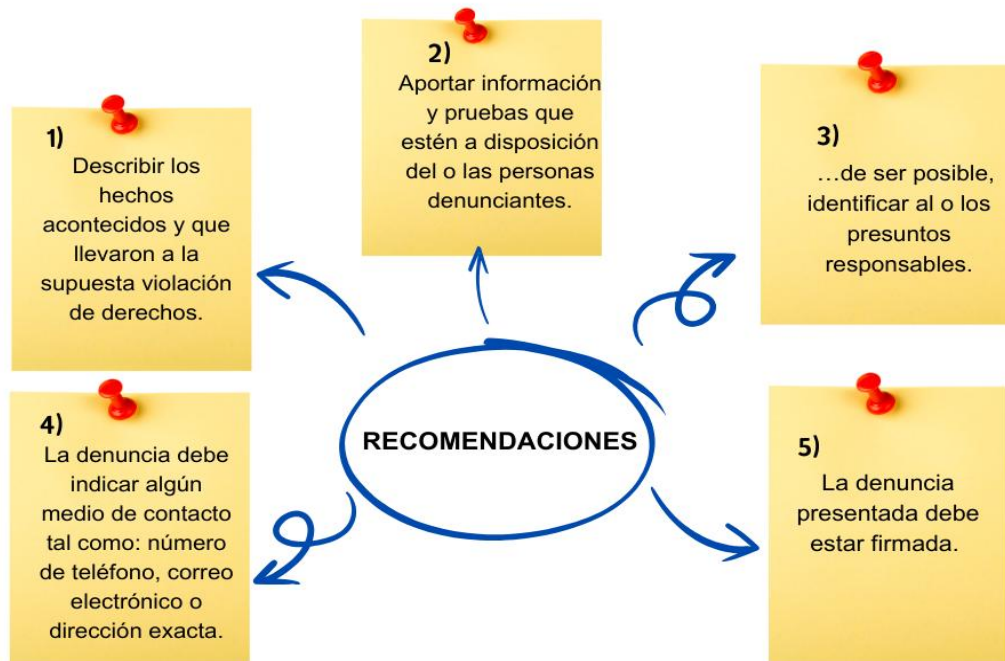 1)
Describir los
hechos
acontecidos y que
llevaron a la
supuesta violación
de derechos.
2)
Aportar información
y pruebas que
estén a disposición
del o las personas
denunciantes.
3)
…de ser posible,
identificar al o los
presuntos
responsables.
RECOMENDACIONES
4)
La denuncia debe
indicar algún
medio de contacto
tal como: número
de teléfono, correo
electrónico o
dirección exacta.
5)
La denuncia
presentada debe
estar firmada.